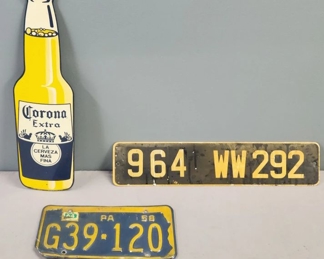 Corona
Extra
LA
CERVEZA
MAS
FINA
964 WW292
PA 58
G39·120